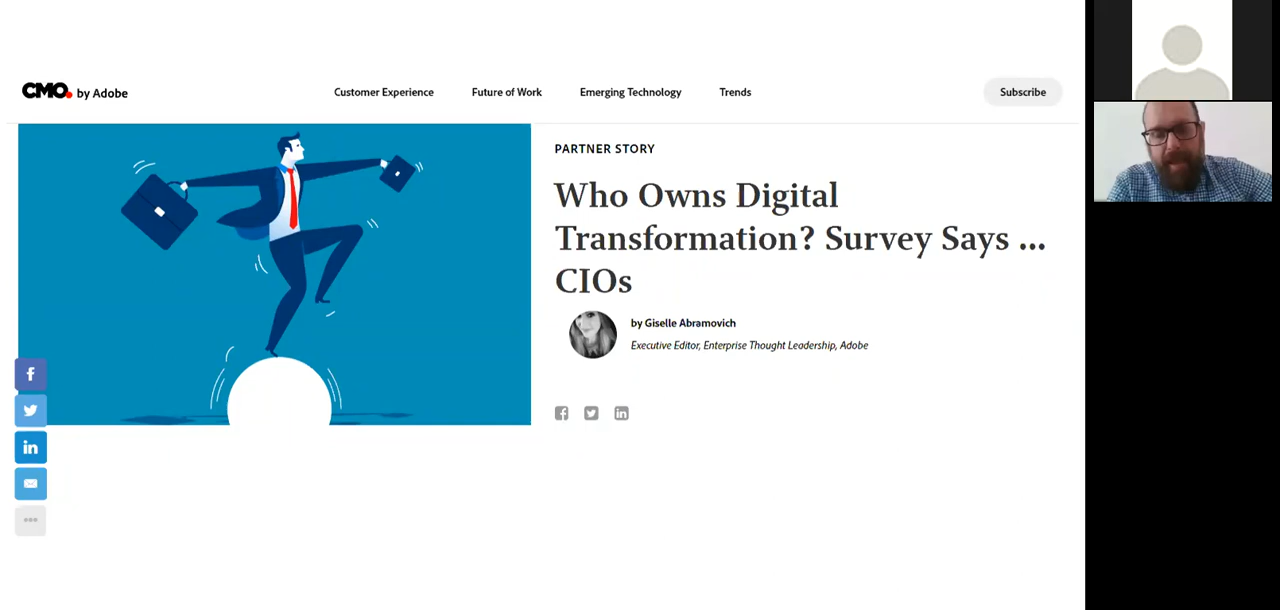 CMO. by Adobe
Customer Experience
Future of Work
Emerging Technology
Trends
Subscribe
PARTNER STORY
Who Owns Digital
Transformation? Survey Says ...
CIOs
by Giselle Abramovich
Executive Editor, Enterprise Thought Leadership, Adobe